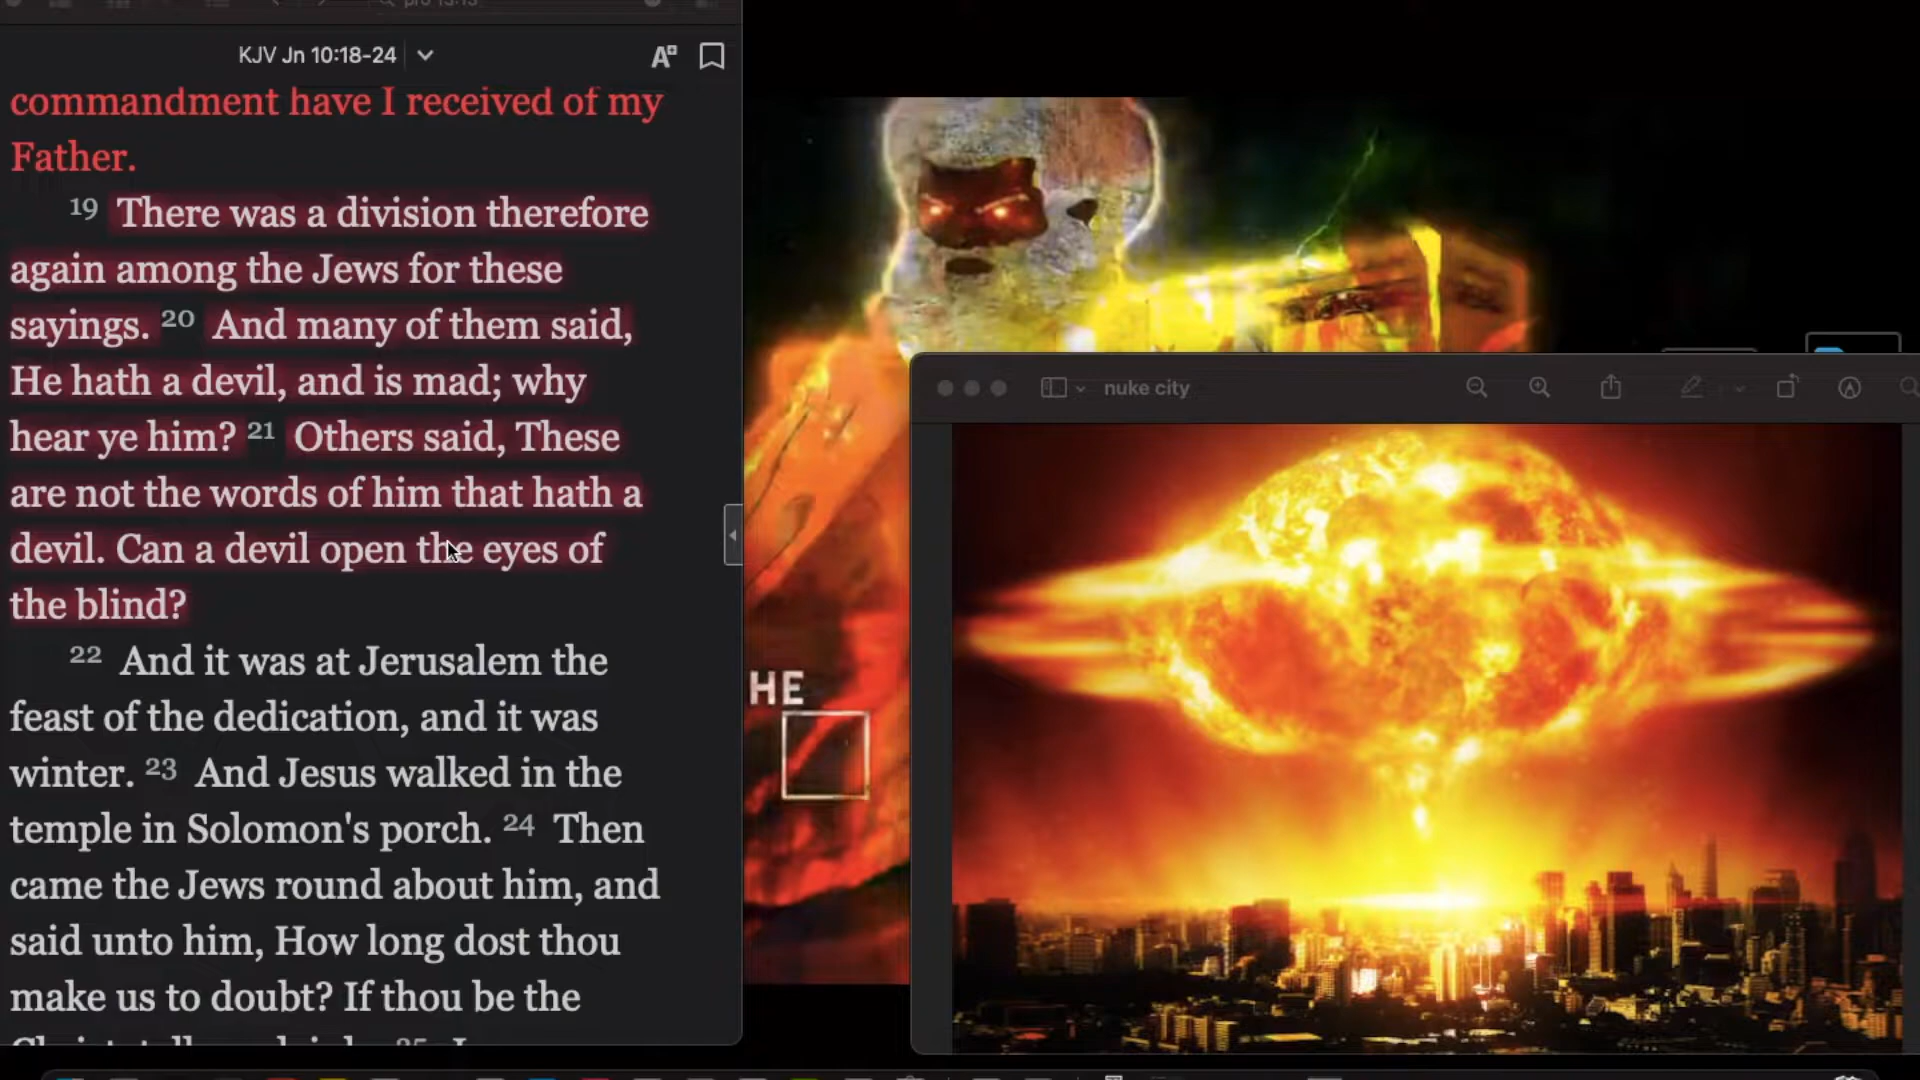 pro 13:13
KJV Jn 10:18-24
commandment have I received of my
Father.
19 There was a division therefore
again among the Jews for these
sayings. 20 And many of them said,
He hath a devil, and is mad; why
hear ye him? 21 Others said, These
are not the words of him that hath a
devil. Can a devil open the eyes of
the blind?
22 And it was at Jerusalem the
feast of the dedication, and it was
winter. 23 And Jesus walked in the
temple in Solomon's porch. 24 Then
came the Jews round about him, and
said unto him, How long dost thou
make us to doubt? If thou be the
HE
nuke city